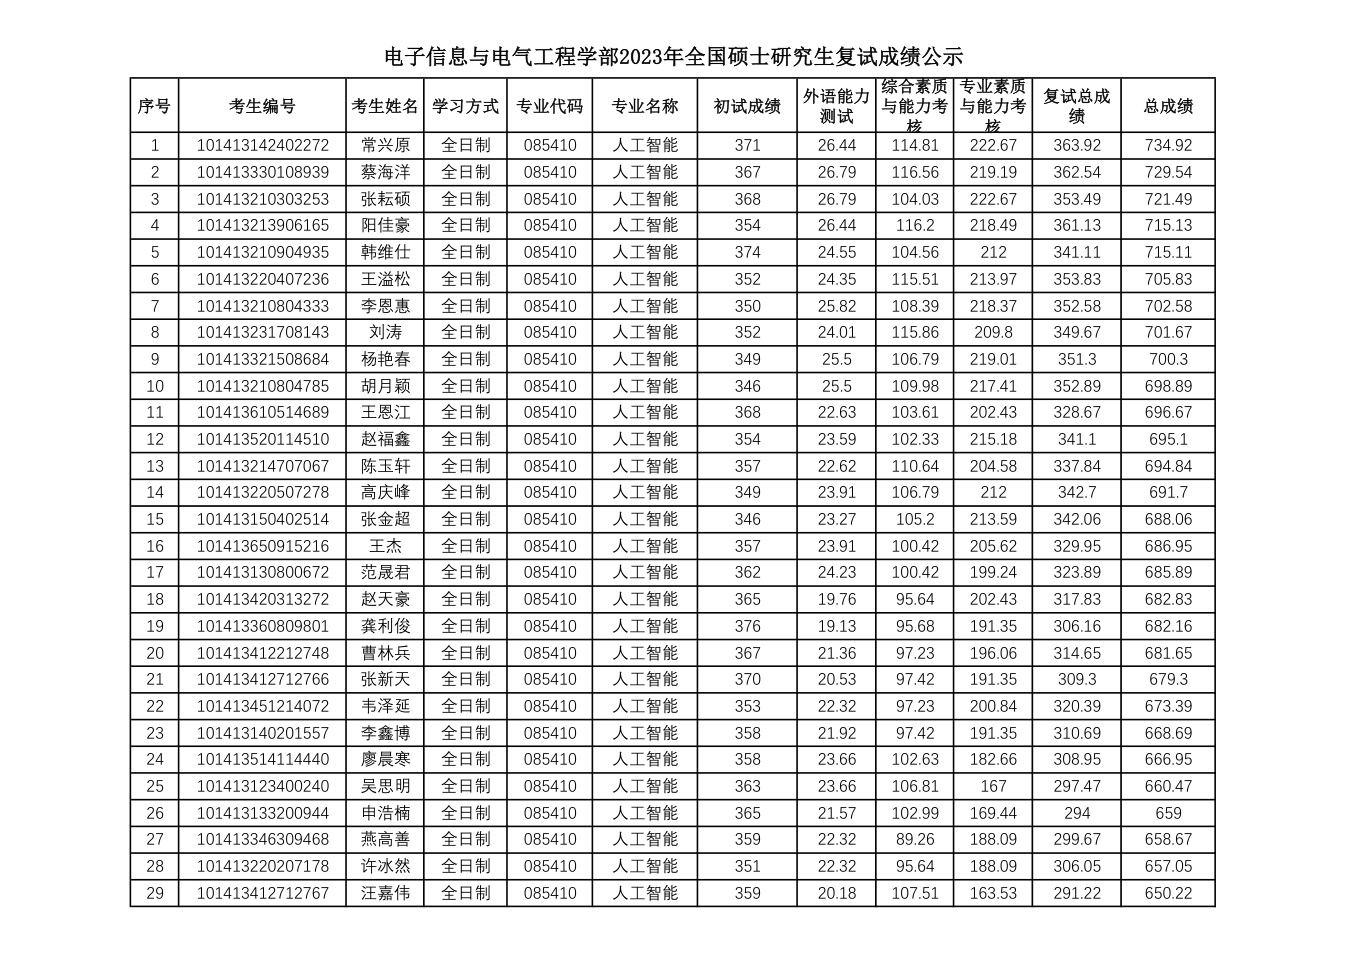 电子信息与电气工程学部2023年全国硕士研究生复试成绩公示
序号 考生编号 考生姓名 学习方式 专业代码 专业名称 初试成绩 外语能力测试 综合素质与能力考核 专业素质与能力考核 复试总成绩 总成绩
1 101413142402272 常兴原 全日制 085410 人工智能 371 26.44 114.81 222.67 363.92 734.92
2 101413330108939 蔡海洋 全日制 085410 人工智能 367 26.79 116.56 219.19 362.54 729.54
3 101413210303253 张耘硕 全日制 085410 人工智能 368 26.79 104.03 222.67 353.49 721.49
4 101413213906165 阳佳豪 全日制 085410 人工智能 354 26.44 116.2 218.49 361.13 715.13
5 101413210904935 韩维仕 全日制 085410 人工智能 374 24.55 104.56 212 341.11 715.11
6 101413220407236 王溢松 全日制 085410 人工智能 352 24.35 115.51 213.97 353.83 705.83
7 101413210804333 李恩惠 全日制 085410 人工智能 350 25.82 108.39 218.37 352.58 702.58
8 101413231708143 刘涛 全日制 085410 人工智能 352 24.01 115.86 209.8 349.67 701.67
9 101413321508684 杨艳春 全日制 085410 人工智能 349 25.5 106.79 219.01 351.3 700.3
10 101413210804785 胡月颖 全日制 085410 人工智能 346 25.5 109.98 217.41 352.89 698.89
11 101413610514689 王恩江 全日制 085410 人工智能 368 22.63 103.61 202.43 328.67 696.67
12 101413520114510 赵福鑫 全日制 085410 人工智能 354 23.59 102.33 215.18 341.1 695.1
13 101413214707067 陈玉轩 全日制 085410 人工智能 357 22.62 110.64 204.58 337.84 694.84
14 101413220507278 高庆峰 全日制 085410 人工智能 349 23.91 106.79 212 342.7 691.7
15 101413150402514 张金超 全日制 085410 人工智能 346 23.27 105.2 213.59 342.06 688.06
16 101413650915216 王杰 全日制 085410 人工智能 357 23.91 100.42 205.62 329.95 686.95
17 101413130800672 范晟君 全日制 085410 人工智能 362 24.23 100.42 199.24 323.89 685.89
18 101413420313272 赵天豪 全日制 085410 人工智能 365 19.76 95.64 202.43 317.83 682.83
19 101413360809801 龚利俊 全日制 085410 人工智能 376 19.13 95.68 191.35 306.16 682.16
20 101413412212748 曹林兵 全日制 085410 人工智能 367 21.36 97.23 196.06 314.65 681.65
21 101413412712766 张新天 全日制 085410 人工智能 370 20.53 97.42 191.35 309.3 679.3
22 101413451214072 韦泽延 全日制 085410 人工智能 353 22.32 97.23 200.84 320.39 673.39
23 101413140201557 李鑫博 全日制 085410 人工智能 358 21.92 97.42 191.35 310.69 668.69
24 101413514114440 廖晨寒 全日制 085410 人工智能 358 23.66 102.63 182.66 308.95 666.95
25 101413123400240 吴思明 全日制 085410 人工智能 363 23.66 106.81 167 297.47 660.47
26 101413133200944 申浩楠 全日制 085410 人工智能 365 21.57 102.99 169.44 294 659
27 101413346309468 燕高善 全日制 085410 人工智能 359 22.32 89.26 188.09 299.67 658.67
28 101413220207178 许冰然 全日制 085410 人工智能 351 22.32 95.64 188.09 306.05 657.05
29 101413412712767 汪嘉伟 全日制 085410 人工智能 359 20.18 107.51 163.53 291.22 650.22